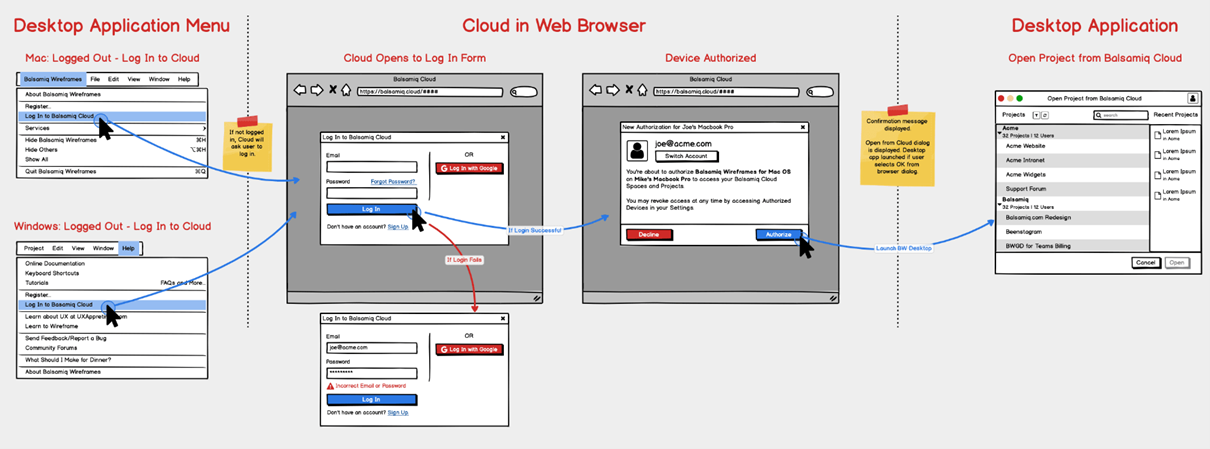 Desktop Application Menu
Cloud in Web Browser
Desktop Application
Mac: Logged Out - Log In to Cloud
Balsamiq Wireframes File Edit View Window Help
About Balsamiq Wireframes
Register...
Log In to Balsamiq Cloud
Services
Hide Balsamiq Wireframes ⌘H
Hide Others ⌥⌘H
Show All
Quit Balsamiq Wireframes ⌘Q
If not logged
in, Cloud will
ask user to
log in.
Windows: Logged Out - Log In to Cloud
Project Edit View Window Help
Online Documentation
Keyboard Shortcuts
Tutorials FAQs and More..
Register...
Log In to Balsamiq Cloud
Learn about UX at UXAppre
Learn to Wireframe
Send Feedback/Report a Bug
Community Forums
What Should I Make for Dinner?
About Balsamiq Wireframes
Cloud Opens to Log In Form
Balsamiq Cloud
https://balsamiq.cloud/####
Log In to Balsamiq Cloud x
Email
Password Forgot Password?
Log In
Don't have an account? Sign Up.
OR
G Log In with Google
If Login Successful
If Login Fails
Log In to Balsamiq Cloud x
Email
joe@acme.com
Password
*********
Incorrect Email or Password
Log In
Don't have an account? Sign Up.
OR
G Log In with Google
Device Authorized
Balsamiq Cloud
https://balsamiq.cloud/####
New Authorization for Joe's Macbook Pro x
joe@acme.com
Switch Account
You're about to authorize Balsamiq Wireframes for Mac OS
on Mike's Macbook Pro to access your Balsamiq Cloud
Spaces and Projects.
You may revoke access at any time by accessing Authorized
Devices in your Settings
Decline
Authorize
Launch BW Desktop
Confirmation message
displayed.
Open from Cloud dialog
is displayed. Desktop
app launched if user
selects OK from
browser dialog.
Open Project from Balsamiq Cloud
Open Project from Balsamiq Cloud
Projects search Recent Projects
Acme
32 Projects | 12 Users
Acme Website
Acme Intranet
Acme Widgets
Support Forum
Balsamiq
32 Projects | 12 Users
Balsamiq.com Redesign
Beenstagram
BWGD for Teams Billing
Lorem Ipsum
in Acme
Lorem Ipsum
in Acme
Lorem Ipsum
in Acme
Cancel
Open